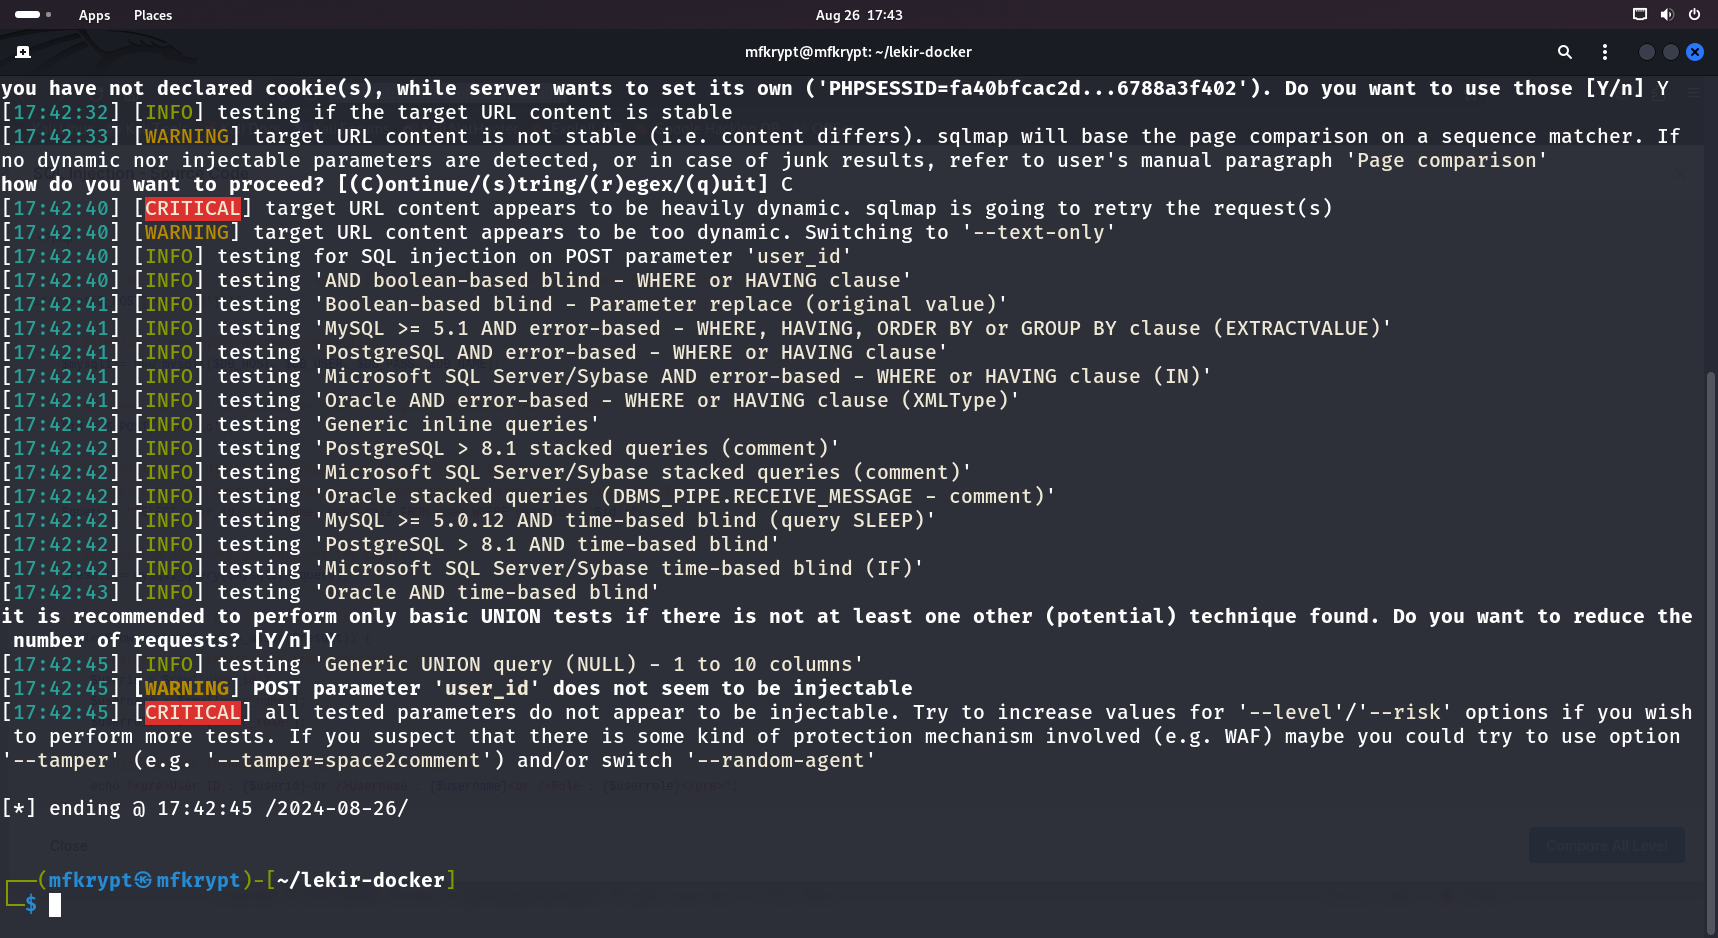 Apps Places Aug 26 17:43
mfkrypt@mfkrypt: ~/lekir-docker
you have not declared cookie(s), while server wants to set its own ('PHPSESSID=fa40bfcac2d...6788a3f402'). Do you want to use those [Y/n] Y
[17:42:32] [INFO] testing if the target URL content is stable
[17:42:33] [WARNING] target URL content is not stable (i.e. content differs). sqlmap will base the page comparison on a sequence matcher. If
no dynamic nor injectable parameters are detected, or in case of junk results, refer to user's manual paragraph 'Page comparison'
how do you want to proceed? [(C)ontinue/(s)tring/(r)egex/(q)uit] C
[17:42:40] [CRITICAL] target URL content appears to be heavily dynamic. sqlmap is going to retry the request(s)
[17:42:40] [WARNING] target URL content appears to be too dynamic. Switching to '--text-only'
[17:42:40] [INFO] testing for SQL injection on POST parameter 'user_id'
[17:42:40] [INFO] testing 'AND boolean-based blind - WHERE or HAVING clause'
[17:42:41] [INFO] testing 'Boolean-based blind - Parameter replace (original value)'
[17:42:41] [INFO] testing 'MySQL >= 5.1 AND error-based - WHERE, HAVING, ORDER BY or GROUP BY clause (EXTRACTVALUE)'
[17:42:41] [INFO] testing 'PostgreSQL AND error-based - WHERE or HAVING clause'
[17:42:41] [INFO] testing 'Microsoft SQL Server/Sybase AND error-based - WHERE or HAVING clause (IN)'
[17:42:41] [INFO] testing 'Oracle AND error-based - WHERE or HAVING clause (XMLType)'
[17:42:42] [INFO] testing 'Generic inline queries'
[17:42:42] [INFO] testing 'PostgreSQL > 8.1 stacked queries (comment)'
[17:42:42] [INFO] testing 'Microsoft SQL Server/Sybase stacked queries (comment)'
[17:42:42] [INFO] testing 'Oracle stacked queries (DBMS_PIPE.RECEIVE_MESSAGE - comment)'
[17:42:42] [INFO] testing 'MySQL >= 5.0.12 AND time-based blind (query SLEEP)'
[17:42:42] [INFO] testing 'PostgreSQL > 8.1 AND time-based blind'
[17:42:42] [INFO] testing 'Microsoft SQL Server/Sybase time-based blind (IF)'
[17:42:43] [INFO] testing 'Oracle AND time-based blind'
it is recommended to perform only basic UNION tests if there is not at least one other (potential) technique found. Do you want to reduce the
number of requests? [Y/n] Y
[17:42:45] [INFO] testing 'Generic UNION query (NULL) - 1 to 10 columns'
[17:42:45] [WARNING] POST parameter 'user_id' does not seem to be injectable
[17:42:45] [CRITICAL] all tested parameters do not appear to be injectable. Try to increase values for '--level'/'--risk' options if you wish
to perform more tests. If you suspect that there is some kind of protection mechanism involved (e.g. WAF) maybe you could try to use option
'--tamper' (e.g. '--tamper=space2comment') and/or switch '--random-agent'
[*] ending @ 17:42:45 /2024-08-26/
Close Compare All Level
(mfkrypt㉿mfkrypt)-[~/lekir-docker]
$